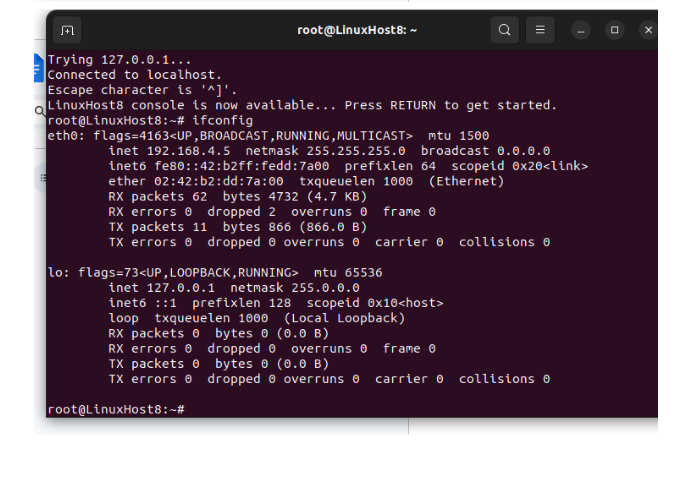 root@LinuxHost8: ~
Trying 127.0.0.1...
Connected to localhost.
Escape character is '^]'.
LinuxHost8 console is now available... Press RETURN to get started.
root@LinuxHost8:~# ifconfig
eth0: flags=4163<UP,BROADCAST,RUNNING,MULTICAST>  mtu 1500
        inet 192.168.4.5  netmask 255.255.255.0  broadcast 0.0.0.0
        inet6 fe80::42:b2ff:fedd:7a00  prefixlen 64  scopeid 0x20<link>
        ether 02:42:b2:dd:7a:00  txqueuelen 1000  (Ethernet)
        RX packets 62  bytes 4732 (4.7 KB)
        RX errors 0  dropped 2  overruns 0  frame 0
        TX packets 11  bytes 866 (866.0 B)
        TX errors 0  dropped 0 overruns 0  carrier 0  collisions 0

lo: flags=73<UP,LOOPBACK,RUNNING>  mtu 65536
        inet 127.0.0.1  netmask 255.0.0.0
        inet6 ::1  prefixlen 128  scopeid 0x10<host>
        loop  txqueuelen 1000  (Local Loopback)
        RX packets 0  bytes 0 (0.0 B)
        RX errors 0  dropped 0  overruns 0  frame 0
        TX packets 0  bytes 0 (0.0 B)
        TX errors 0  dropped 0 overruns 0  carrier 0  collisions 0

root@LinuxHost8:~#